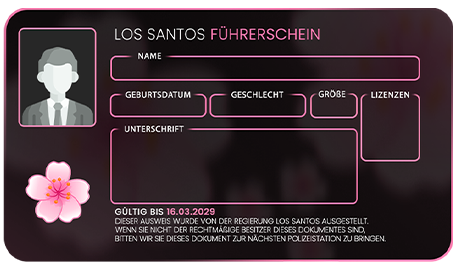 LOS SANTOS FÜHRERSCHEIN
NAME
GEBURTSDATUM GESCHLECHT GRÖßE LIZENZEN
UNTERSCHRIFT
GÜLTIG BIS 16.03.2029
DIESER AUSWEIS WURDE VON DER REGIERUNG LOS SANTOS AUSGESTELLT.
WENN SIE NICHT DER RECHTMÄßIGE BESITZER DIESES DOKUMENTES SIND,
BITTEN WIR SIE DIESES DOKUMENT ZUR NÄCHSTEN POLIZEISTATION ZU BRINGEN.